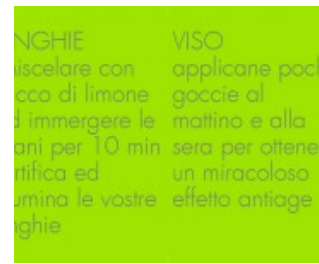 NGHIE
iscelare con
cco di limone
d immergere le
ani per 10 min
rtifica ed
umina le vostre
ghie
VISO
applicane poch
goccie al
mattino e alla
sera per ottene
un miracoloso
effetto antiage